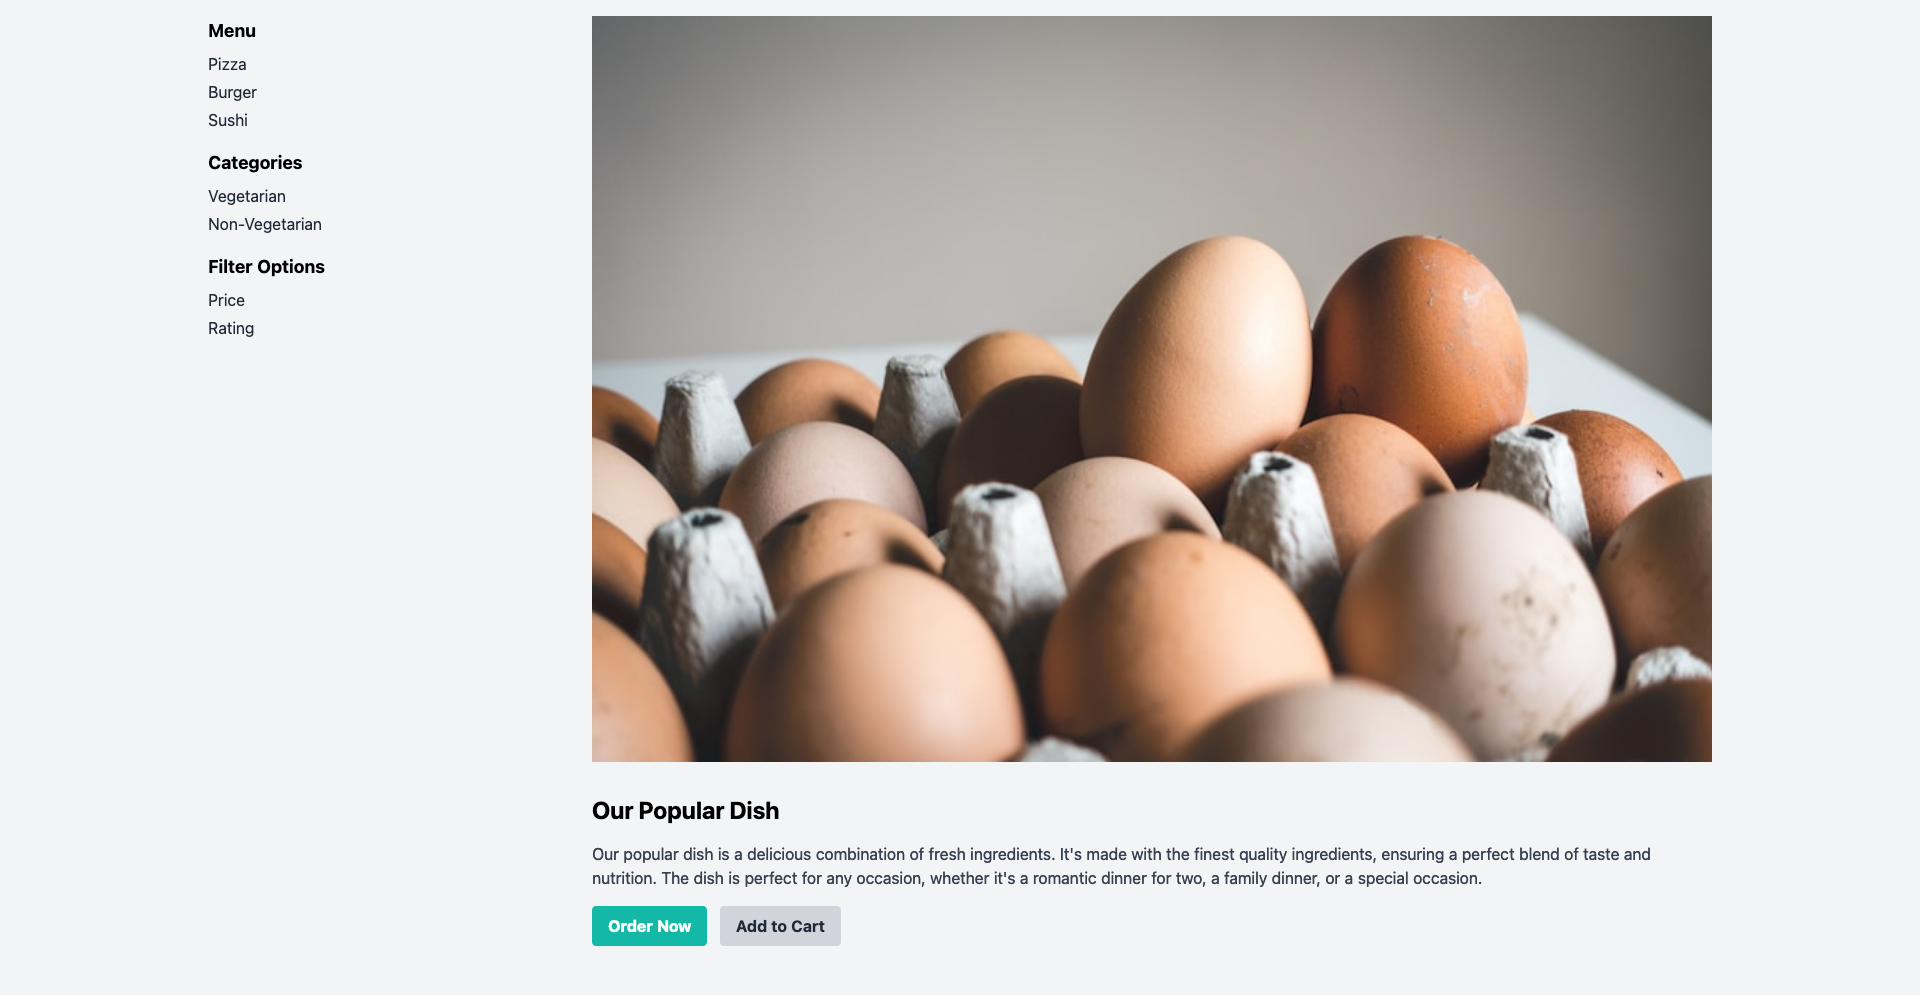 Menu
Pizza
Burger
Sushi
Categories
Vegetarian
Non-Vegetarian
Filter Options
Price
Rating
Our Popular Dish
Our popular dish is a delicious combination of fresh ingredients. It's made with the finest quality ingredients, ensuring a perfect blend of taste and
nutrition. The dish is perfect for any occasion, whether it's a romantic dinner for two, a family dinner, or a special occasion.
Order Now
Add to Cart